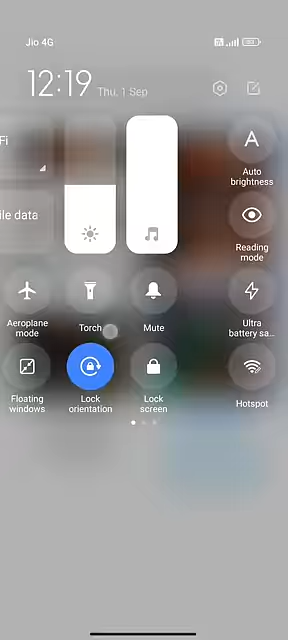 Jio 4G
12:19 Thu, 1 Sep
Fi
ile data
A
Auto
brightness
Reading
mode
Aeroplane
mode
Torch
Mute
Ultra
battery sa...
Floating
windows
Lock
orientation
Lock
screen
Hotspot